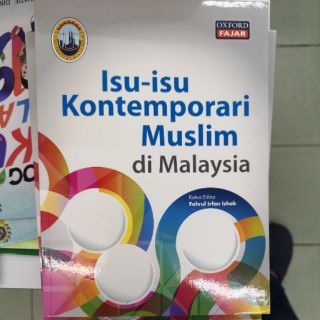 OXFORD
FAJAR
Isu-isu
Kontemporari
Muslim
di Malaysia
Ketua Editor
Fahrul Irfan Ishak